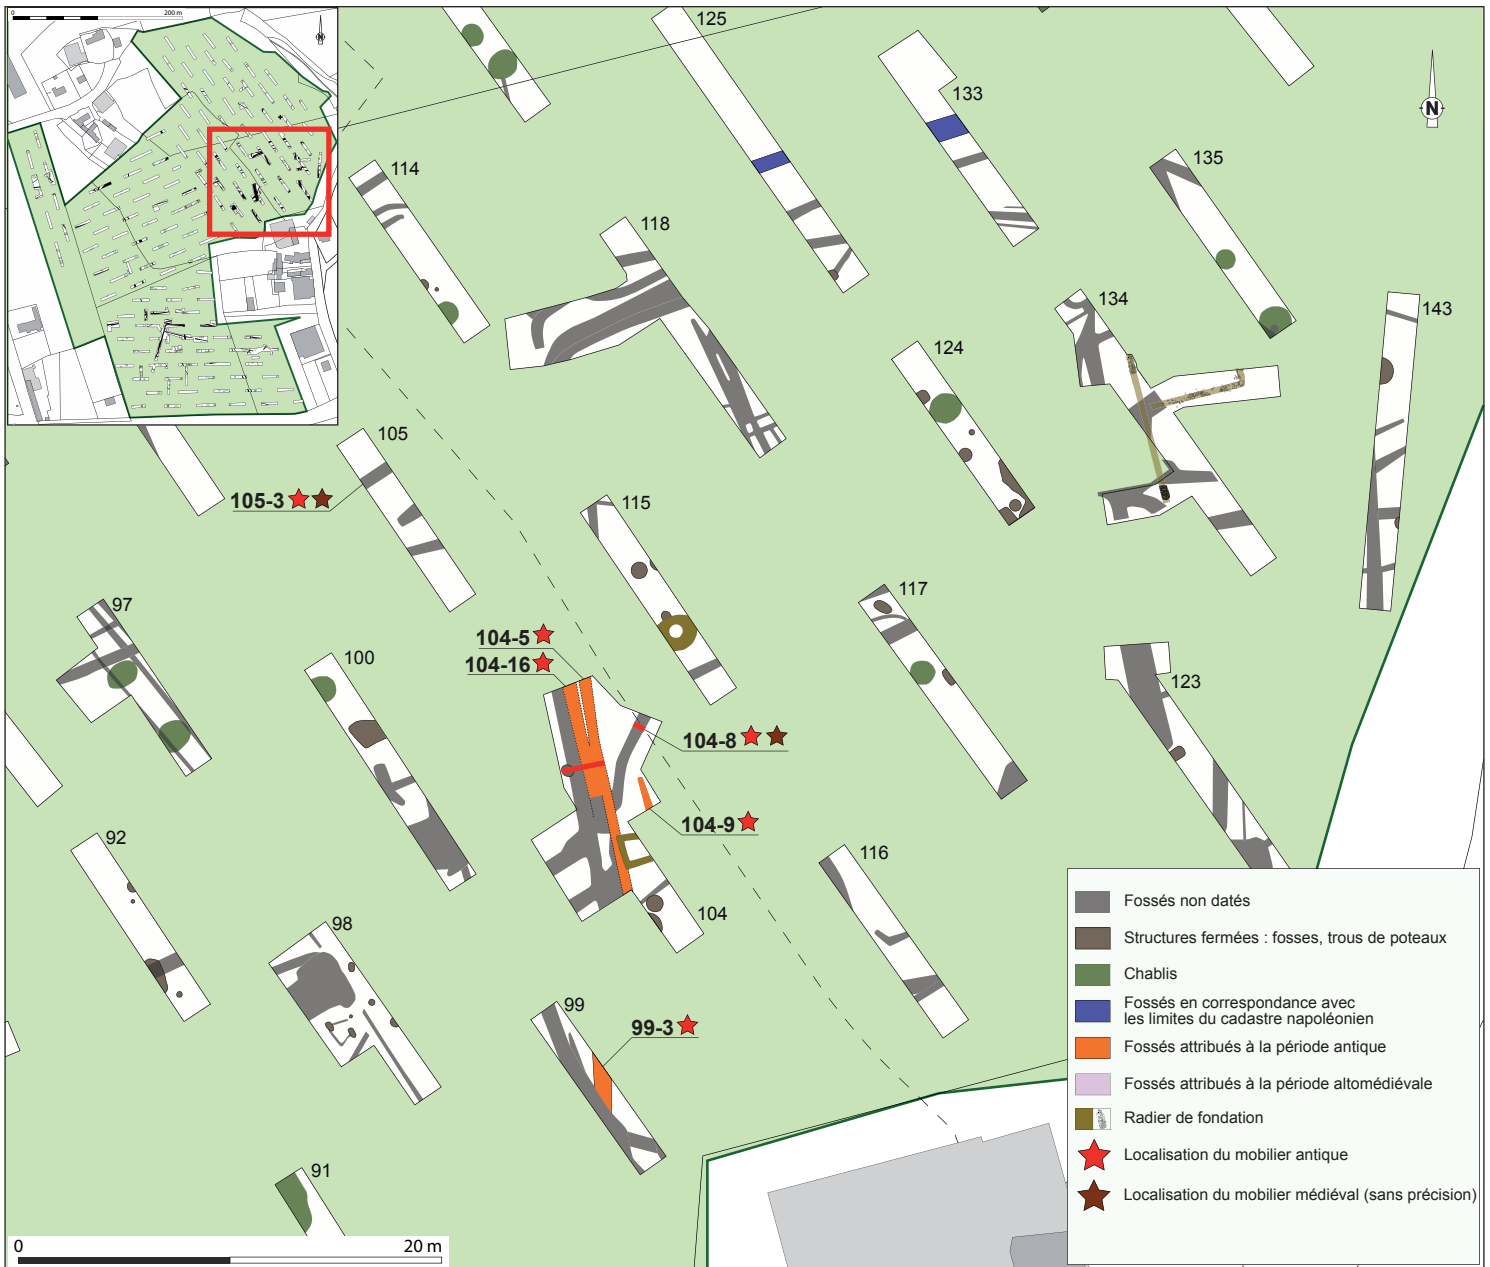 0
200 m
N
125
133
135
114
118
134
143
124
105
105-3
115
97
117
104-5
104-16
100
123
104-8
104-9
92
116
104
98
99
99-3
91
Fossés non datés
Structures fermées : fosses, trous de poteaux
Chablis
Fossés en correspondance avec
les limites du cadastre napoléonien
Fossés attribués à la période antique
Fossés attribués à la période altomédiévale
Radier de fondation
Localisation du mobilier antique
Localisation du mobilier médiéval (sans précision)
0
20 m